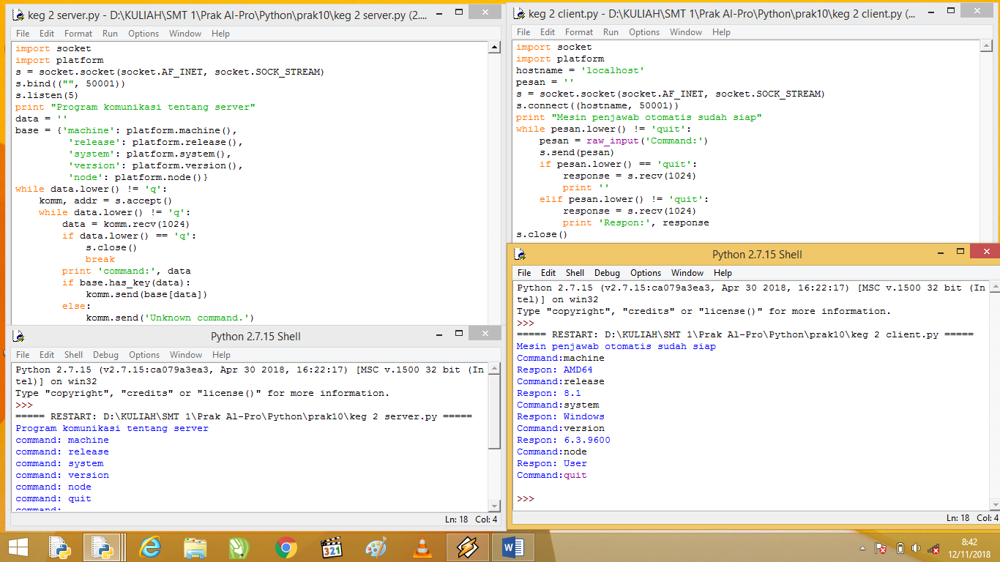 keg 2 server.py - D:\KULIAH\SMT 1\Prak Al-Pro\Python\prak10\keg 2 server.py (2....
File Edit Format Run Options Window Help
import socket
import platform
s = socket.socket(socket.AF_INET, socket.SOCK_STREAM)
s.bind(("", 50001))
s.listen(5)
print "Program komunikasi tentang server"
data = ''
base = {'machine': platform.machine(),
'release': platform.release(),
'system': platform.system(),
'version': platform.version(),
'node': platform.node()}
while data.lower() != 'q':
komm, addr = s.accept()
while data.lower() != 'q':
data = komm.recv(1024)
if data.lower() == 'q':
s.close()
break
print 'command:', data
if base.has_key(data):
komm.send(base[data])
else:
komm.send('Unknown command.')
Python 2.7.15 Shell
File Edit Shell Debug Options Window Help
Python 2.7.15 (v2.7.15:ca079a3ea3, Apr 30 2018, 16:22:17) [MSC v.1500 32 bit (In
tel)] on win32
Type "copyright", "credits" or "license()" for more information.
>>>
===== RESTART: D:\KULIAH\SMT 1\Prak Al-Pro\Python\prak10\keg 2 server.py =====
Program komunikasi tentang server
command: machine
command: release
command: system
command: version
command: node
command: quit
command:
Ln: 18 Col: 4
keg 2 client.py - D:\KULIAH\SMT 1\Prak Al-Pro\Python\prak10\keg 2 client.py (...
File Edit Format Run Options Window Help
import socket
import platform
hostname = 'localhost'
pesan = ''
s = socket.socket(socket.AF_INET, socket.SOCK_STREAM)
s.connect((hostname, 50001))
print "Mesin penjawab otomatis sudah siap"
while pesan.lower() != 'quit':
pesan = raw_input('Command:')
s.send(pesan)
if pesan.lower() == 'quit':
response = s.recv(1024)
print ''
elif pesan.lower() != 'quit':
response = s.recv(1024)
print 'Respon:', response
s.close()
Python 2.7.15 Shell
File Edit Shell Debug Options Window Help
Python 2.7.15 (v2.7.15:ca079a3ea3, Apr 30 2018, 16:22:17) [MSC v.1500 32 bit (In
tel)] on win32
Type "copyright", "credits" or "license()" for more information.
>>>
===== RESTART: D:\KULIAH\SMT 1\Prak Al-Pro\Python\prak10\keg 2 client.py =====
Mesin penjawab otomatis sudah siap
Command:machine
Respon: AMD64
Command:release
Respon: 8.1
Command:system
Respon: Windows
Command:version
Respon: 6.3.9600
Command:node
Respon: User
Command:quit
>>>
Ln: 18 Col: 4
321
8:42
12/11/2018